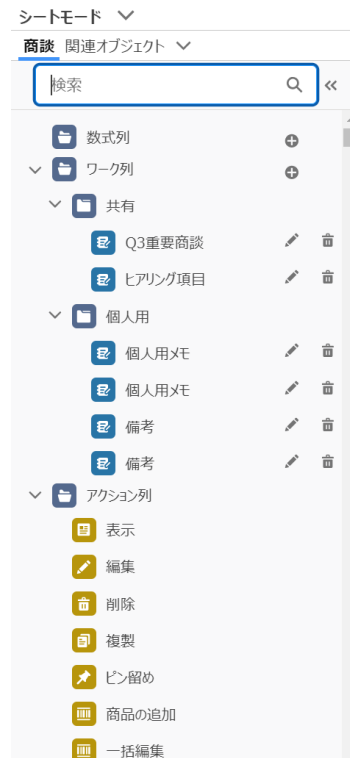 シートモード
商談 関連オブジェクト
検索
数式列
ワーク列
共有
Q3重要商談
ヒアリング項目
個人用
個人用メモ
個人用メモ
備考
備考
アクション列
表示
編集
削除
複製
ピン留め
商品の追加
一括編集